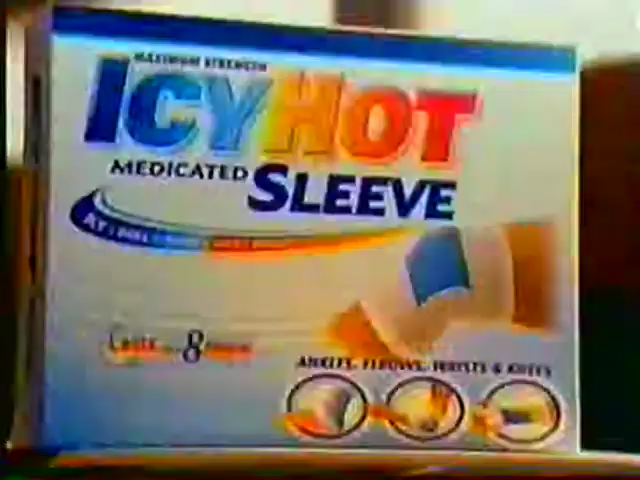 MAXIMUM STRENGTH
ICY HOT
MEDICATED SLEEVE
8
ANKLES, ELBOWS, WRISTS & KNEES